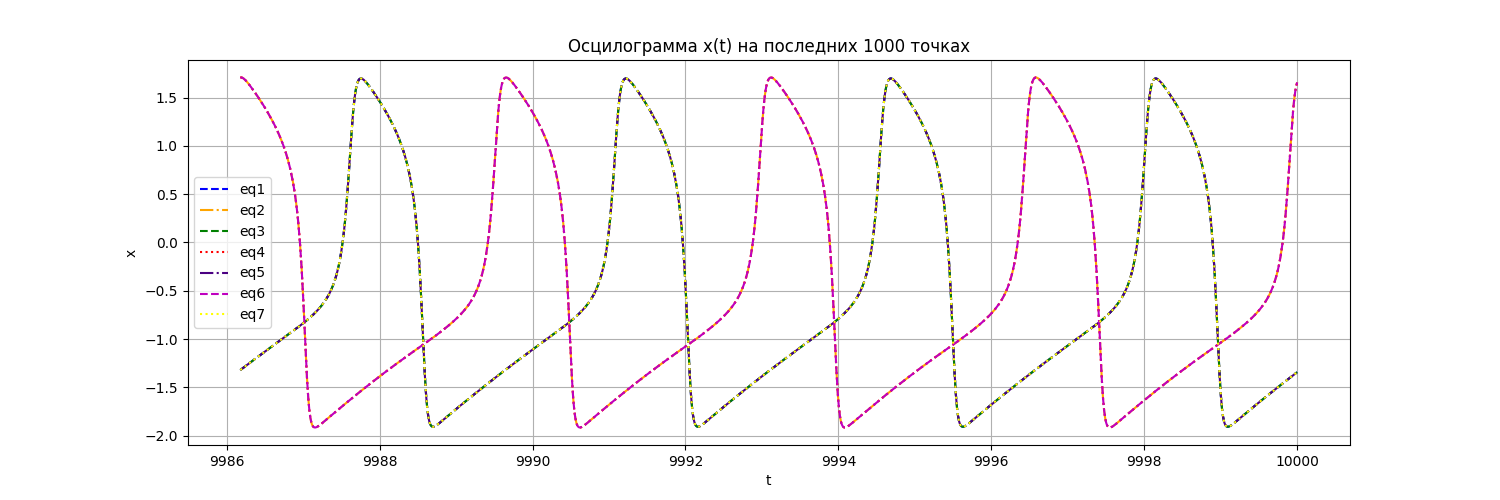 Осцилограмма x(t) на последних 1000 точках
x
1.5
1.0
0.5
0.0
−0.5
−1.0
−1.5
−2.0
eq1
eq2
eq3
eq4
eq5
eq6
eq7
9986
9988
9990
9992
9994
9996
9998
10000
t